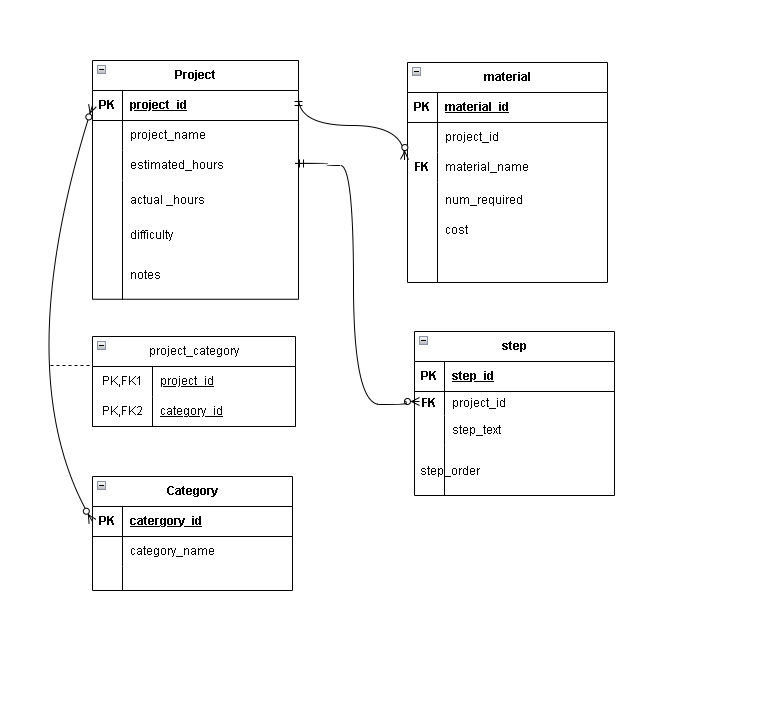 Project
PK project_id
project_name
estimated_hours
actual _hours
difficulty
notes
material
PK material_id
project_id
FK material_name
num_required
cost
project_category
PK,FK1 project_id
PK,FK2 category_id
step
PK step_id
FK project_id
step_text
step_order
Category
PK catergory_id
category_name